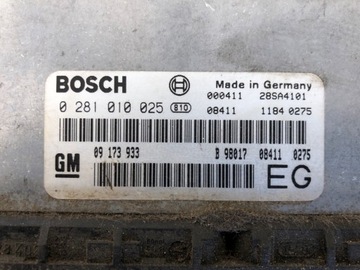 BOSCH
Made in Germany
000411 28SA4101
0 281 010 025 610
08411 1184 0275
GM
09 173 933
B 98017 08411 0275
EG